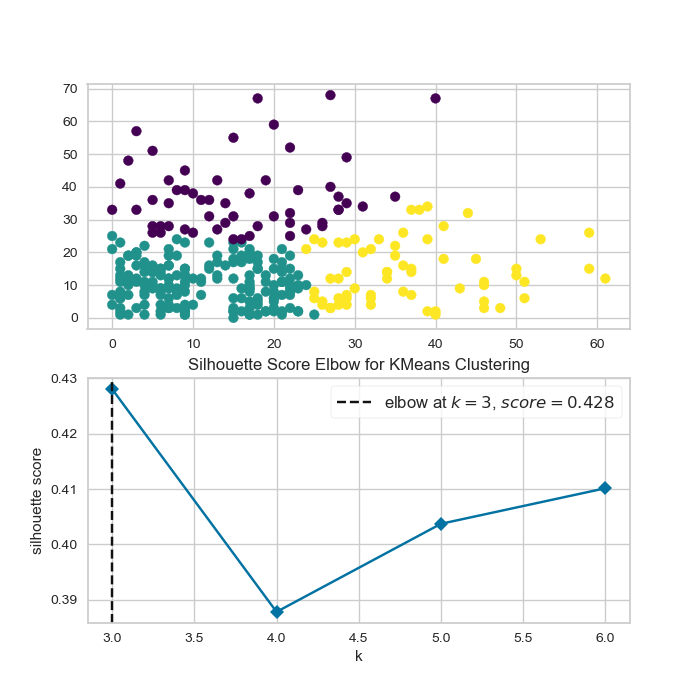 70
60
50
40
30
20
10
0
0 10 20 30 40 50 60
Silhouette Score Elbow for KMeans Clustering
0.43
elbow at k = 3, score = 0.428
0.42
0.41
0.40
0.39
silhouette score
3.0 3.5 4.0 4.5 5.0 5.5 6.0
k